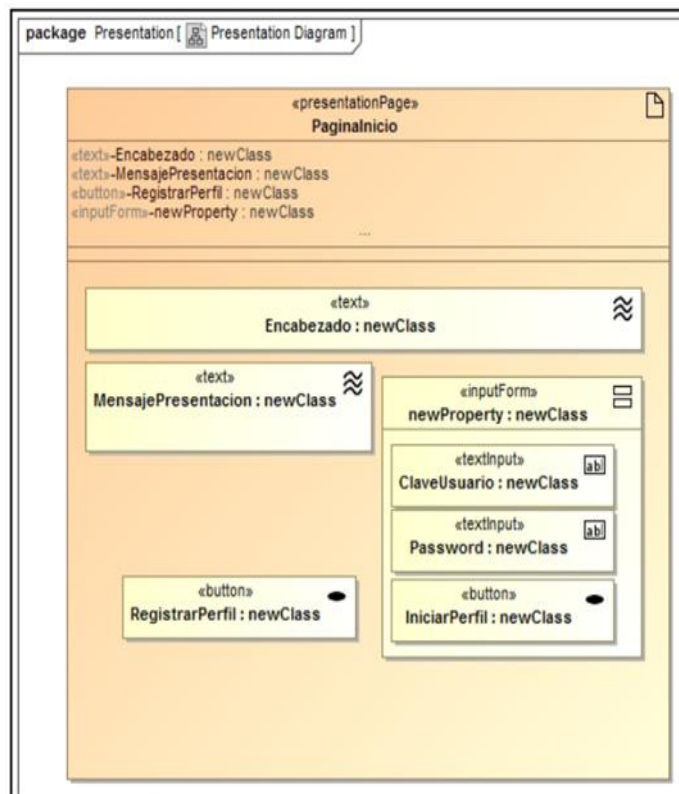 package Presentation [ Presentation Diagram ]
«presentationPage»
PaginaInicio
«text»-Encabezado : newClass
«text»-MensajePresentacion : newClass
«button»-RegistrarPerfil : newClass
«inputForm»-newProperty : newClass
...
«text»
Encabezado : newClass
«text»
MensajePresentacion : newClass
«inputForm»
newProperty : newClass
«textInput»
ab
ClaveUsuario : newClass
«textInput»
ab
Password : newClass
«button»
RegistrarPerfil : newClass
«button»
IniciarPerfil : newClass